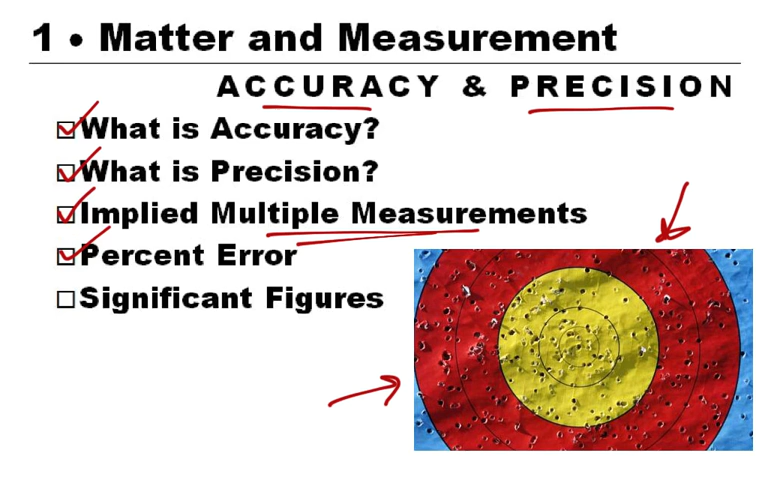 1 • Matter and Measurement
ACCURACY & PRECISION
What is Accuracy?
What is Precision?
Implied Multiple Measurements
Percent Error
Significant Figures